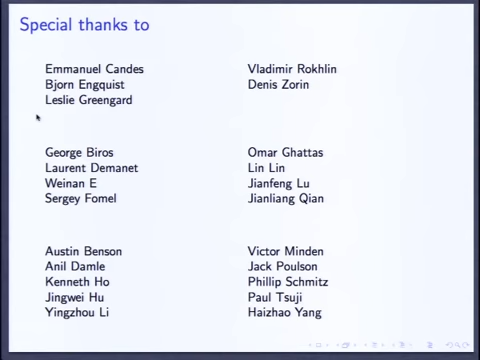 Special thanks to
Emmanuel Candes
Bjorn Engquist
Leslie Greengard
Vladimir Rokhlin
Denis Zorin
George Biros
Laurent Demanet
Weinan E
Sergey Fomel
Omar Ghattas
Lin Lin
Jianfeng Lu
Jianliang Qian
Austin Benson
Anil Damle
Kenneth Ho
Jingwei Hu
Yingzhou Li
Victor Minden
Jack Poulson
Phillip Schmitz
Paul Tsuji
Haizhao Yang